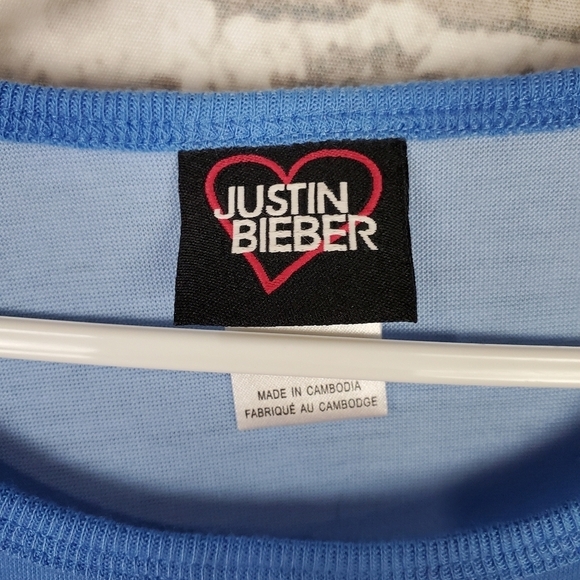 JUSTIN
BIEBER
MADE IN CAMBODIA
FABRIQUÉ AU CAMBODGE